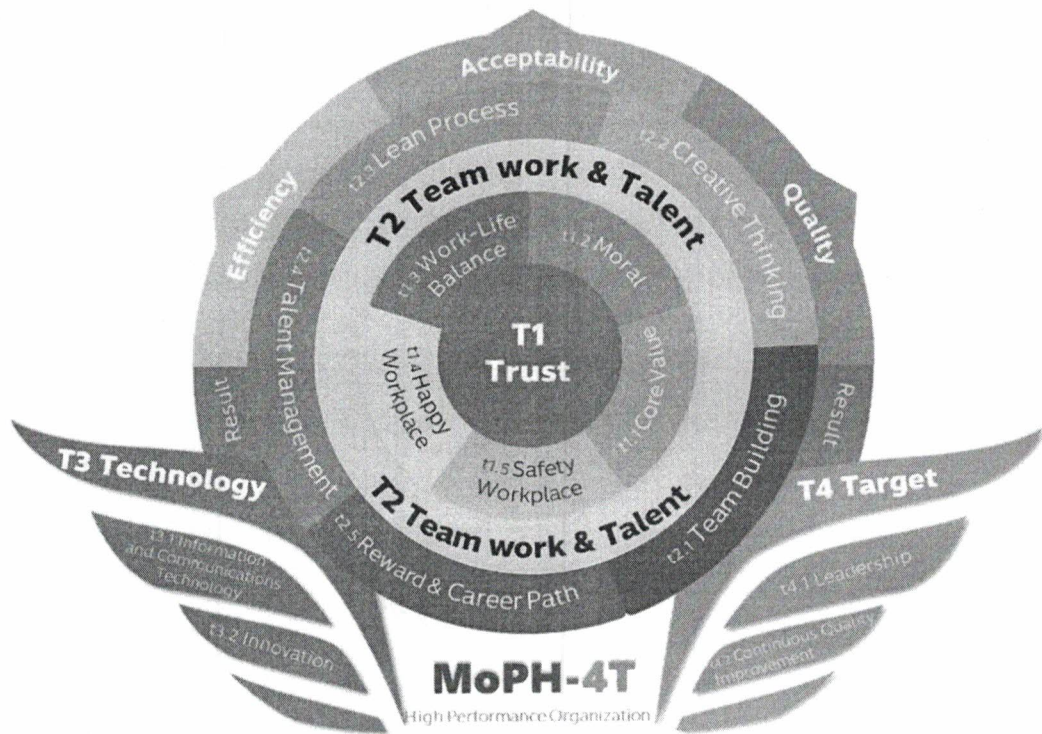 Acceptability
Efficiency
Quality
t2.3 Lean Process
t2.2 Creative Thinking
T2 Team work & Talent
t1.3 Work-Life
Balance
t1.2 Moral
t2.4 Talent Management
T1
Trust
t1.4 Happy
Workplace
t1.1 Core Value
Result
Result
t1.5 Safety
Workplace
T2 Team work & Talent
t2.1 Team Building
t2.5 Reward & Career Path
T3 Technology
t3.1 Information
and Communications
Technology
t3.2 Innovation
T4 Target
t4.1 Leadership
t4.2 Continuous Quality
Improvement
MoPH-4T
High Performance Organization